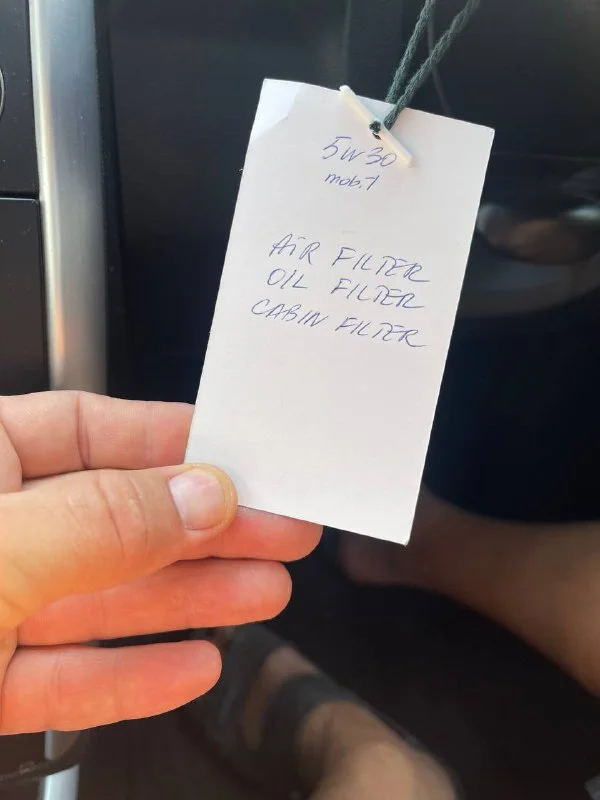 5W30
mob.1
AIR FILTER
OIL FILTER
CABIN FILTER